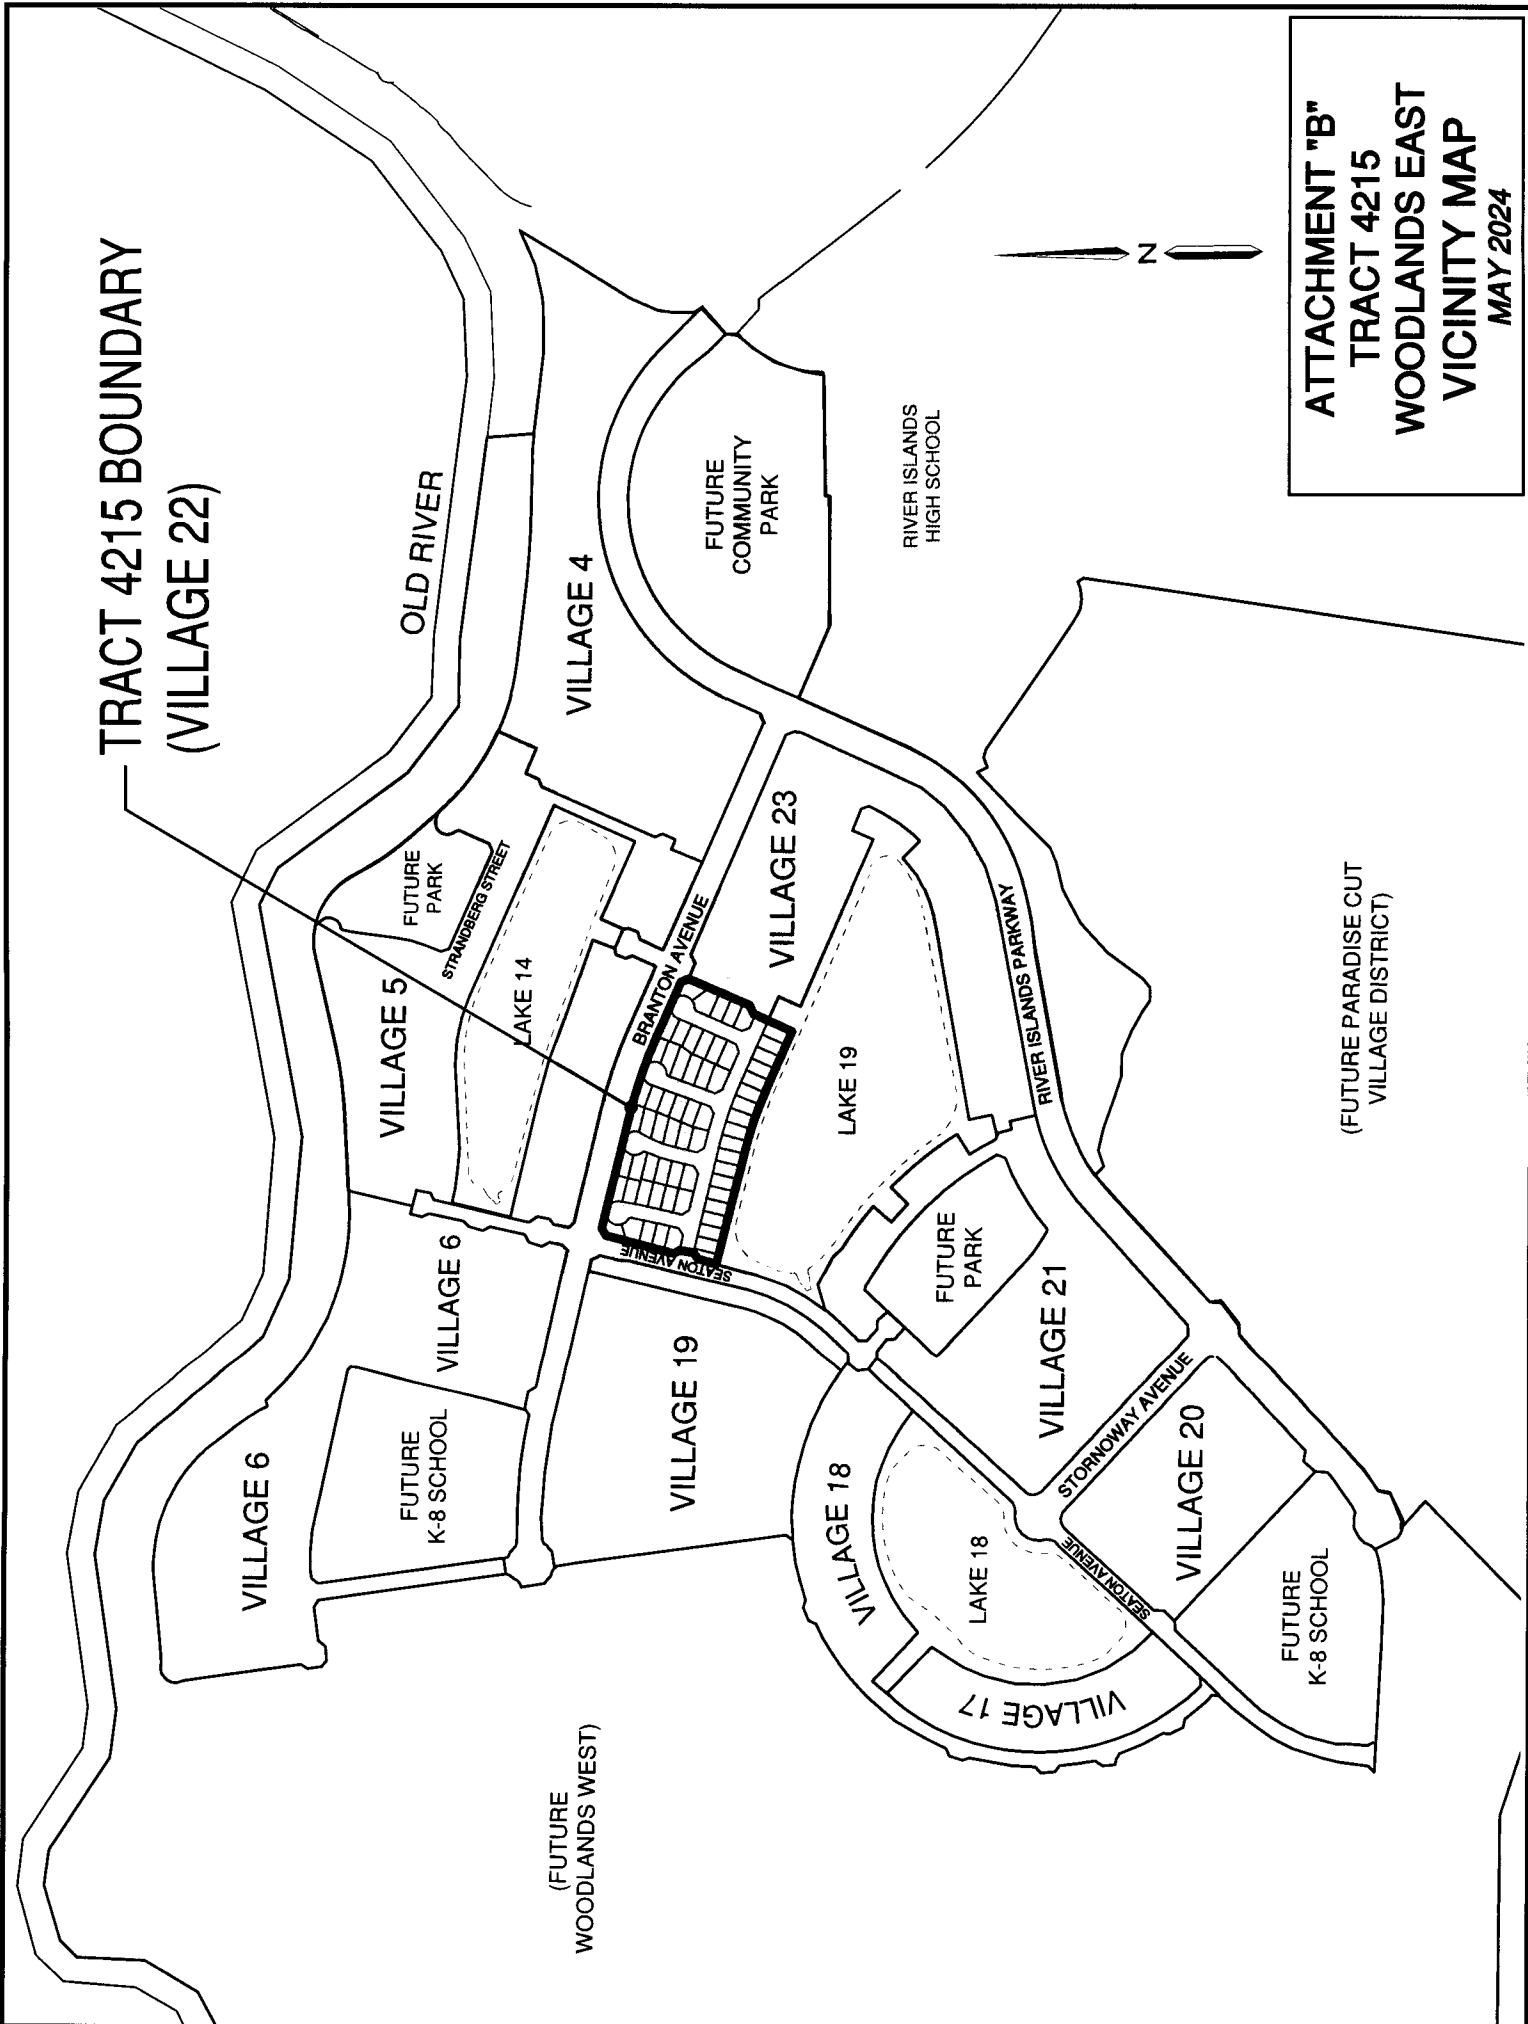 TRACT 4215 BOUNDARY
(VILLAGE 22)
OLD RIVER
VILLAGE 4
FUTURE
COMMUNITY
PARK
RIVER ISLANDS
HIGH SCHOOL
FUTURE
PARK
STRANDBERG STREET
LAKE 14
VILLAGE 5
BRANTON AVENUE
VILLAGE 23
LAKE 19
RIVER ISLANDS PARKWAY
RIVER ISLANDS PARKWAY
(FUTURE PARADISE CUT
VILLAGE DISTRICT)
SEATON AVENUE
VILLAGE 6
VILLAGE 6
FUTURE
K-8 SCHOOL
VILLAGE 19
FUTURE
PARK
VILLAGE 21
STORNOWAY AVENUE
VILLAGE 20
VILLAGE 18
LAKE 18
SEATON AVENUE
VILLAGE 17
FUTURE
K-8 SCHOOL
(FUTURE
WOODLANDS WEST)
N
ATTACHMENT "B"
TRACT 4215
WOODLANDS EAST
VICINITY MAP
MAY 2024